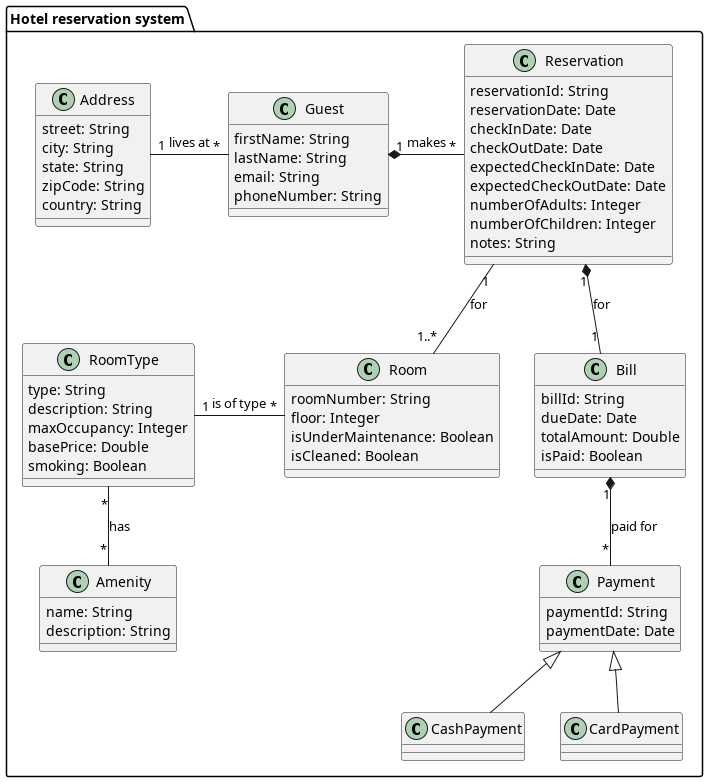 Hotel reservation system
C Address
street: String
city: String
state: String
zipCode: String
country: String
1 lives at *
C Guest
firstName: String
lastName: String
email: String
phoneNumber: String
1 makes *
C Reservation
reservationId: String
reservationDate: Date
checkInDate: Date
checkOutDate: Date
expectedCheckInDate: Date
expectedCheckOutDate: Date
numberOfAdults: Integer
numberOfChildren: Integer
notes: String
1
for
1..*
1
for
1
C RoomType
type: String
description: String
maxOccupancy: Integer
basePrice: Double
smoking: Boolean
1 is of type *
C Room
roomNumber: String
floor: Integer
isUnderMaintenance: Boolean
isCleaned: Boolean
C Bill
billId: String
dueDate: Date
totalAmount: Double
isPaid: Boolean
*
has
*
1
paid for
*
C Amenity
name: String
description: String
C Payment
paymentId: String
paymentDate: Date
C CashPayment
C CardPayment